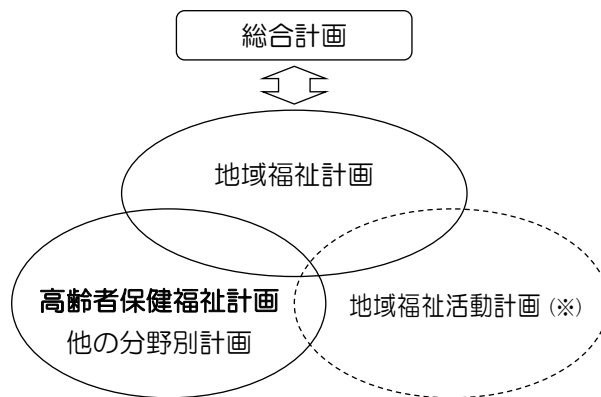 総合計画
地域福祉計画
高齢者保健福祉計画
他の分野別計画
地域福祉活動計画(※)